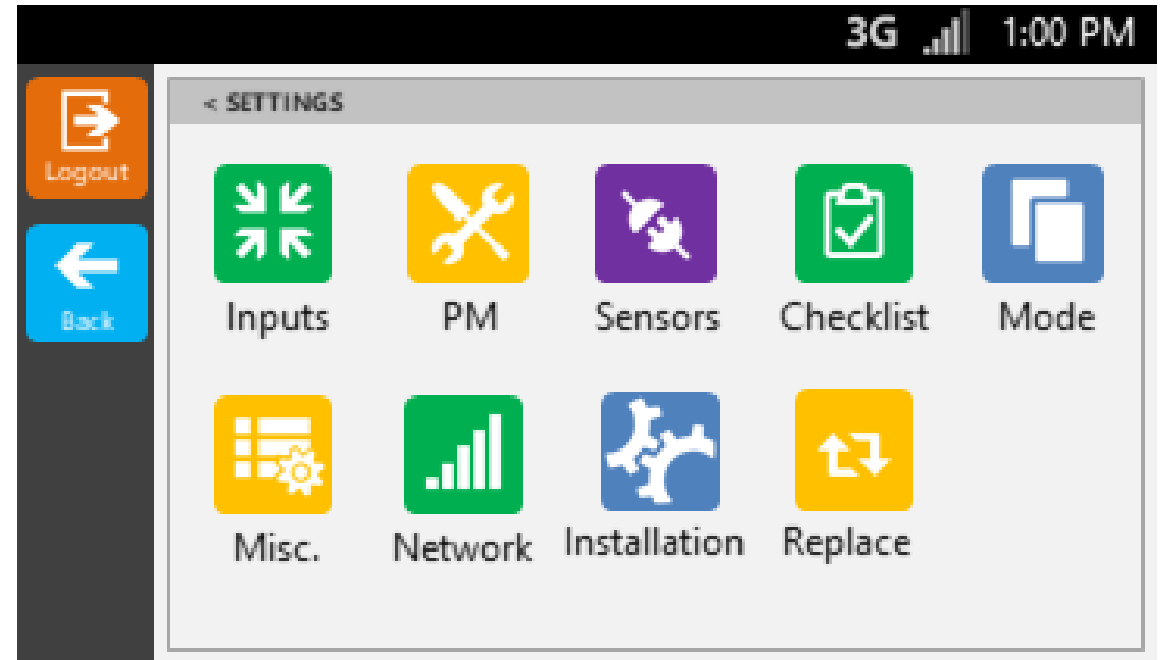 3G 1:00 PM
Logout
Back
< SETTINGS
Inputs PM Sensors Checklist Mode
Misc. Network Installation Replace